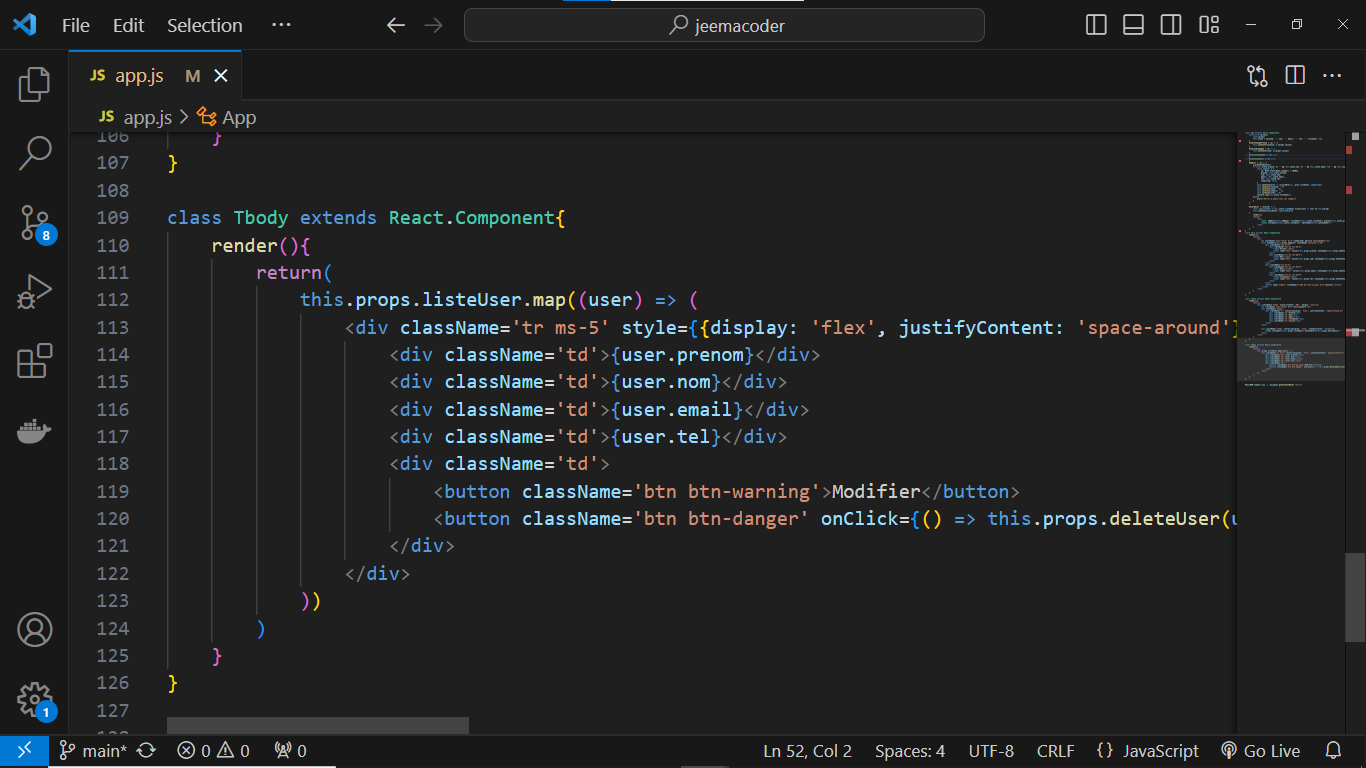 File Edit Selection ···
jeemacoder
JS app.js M
JS app.js > App
106 }
107 }
108
109 class Tbody extends React.Component{
110 render(){
111 return(
112 this.props.listeUser.map((user) => (
113 <div className='tr ms-5' style={{display: 'flex', justifyContent: 'space-around'}
114 <div className='td'>{user.prenom}</div>
115 <div className='td'>{user.nom}</div>
116 <div className='td'>{user.email}</div>
117 <div className='td'>{user.tel}</div>
118 <div className='td'>
119 <button className='btn btn-warning'>Modifier</button>
120 <button className='btn btn-danger' onClick={() => this.props.deleteUser(u
121 </div>
122 </div>
123 ))
124 )
125 }
126 }
127
8
1
main* 0 0 0 Ln 52, Col 2 Spaces: 4 UTF-8 CRLF {} JavaScript Go Live